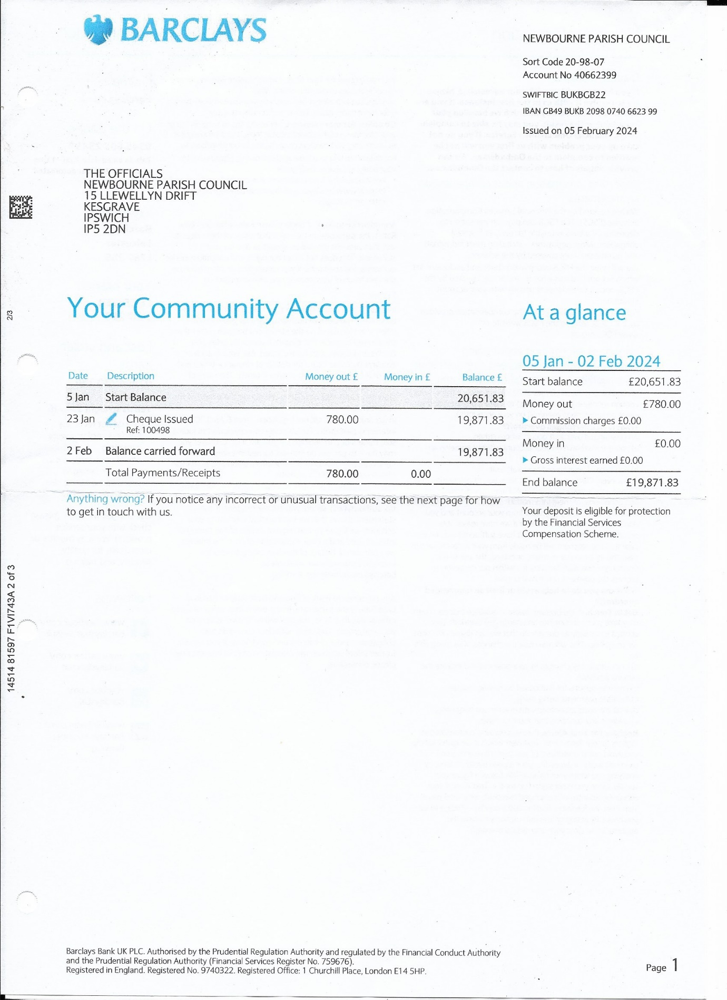 BARCLAYS
NEWBOURNE PARISH COUNCIL
Sort Code 20-98-07
Account No 40662399
SWIFTBIC BUKBGB22
IBAN GB49 BUKB 2098 0740 6623 99
Issued on 05 February 2024
THE OFFICIALS
NEWBOURNE PARISH COUNCIL
15 LLEWELLYN DRIFT
KESGRAVE
IPSWICH
IP5 2DN
2/3
Your Community Account
Date Description Money out £ Money in £ Balance £
5 Jan Start Balance 20,651.83
23 Jan Cheque Issued 780.00 19,871.83
Ref: 100498
2 Feb Balance carried forward 19,871.83
Total Payments/Receipts 780.00 0.00
Anything wrong? If you notice any incorrect or unusual transactions, see the next page for how
to get in touch with us.
At a glance
05 Jan - 02 Feb 2024
Start balance £20,651.83
Money out £780.00
Commission charges £0.00
Money in £0.00
Gross interest earned £0.00
End balance £19,871.83
Your deposit is eligible for protection
by the Financial Services
Compensation Scheme.
14514 81597 F1VI743A 2 of 3
Barclays Bank UK PLC. Authorised by the Prudential Regulation Authority and regulated by the Financial Conduct Authority
and the Prudential Regulation Authority (Financial Services Register No. 759676).
Registered in England. Registered No. 9740322. Registered Office: 1 Churchill Place, London E14 5HP.
Page 1